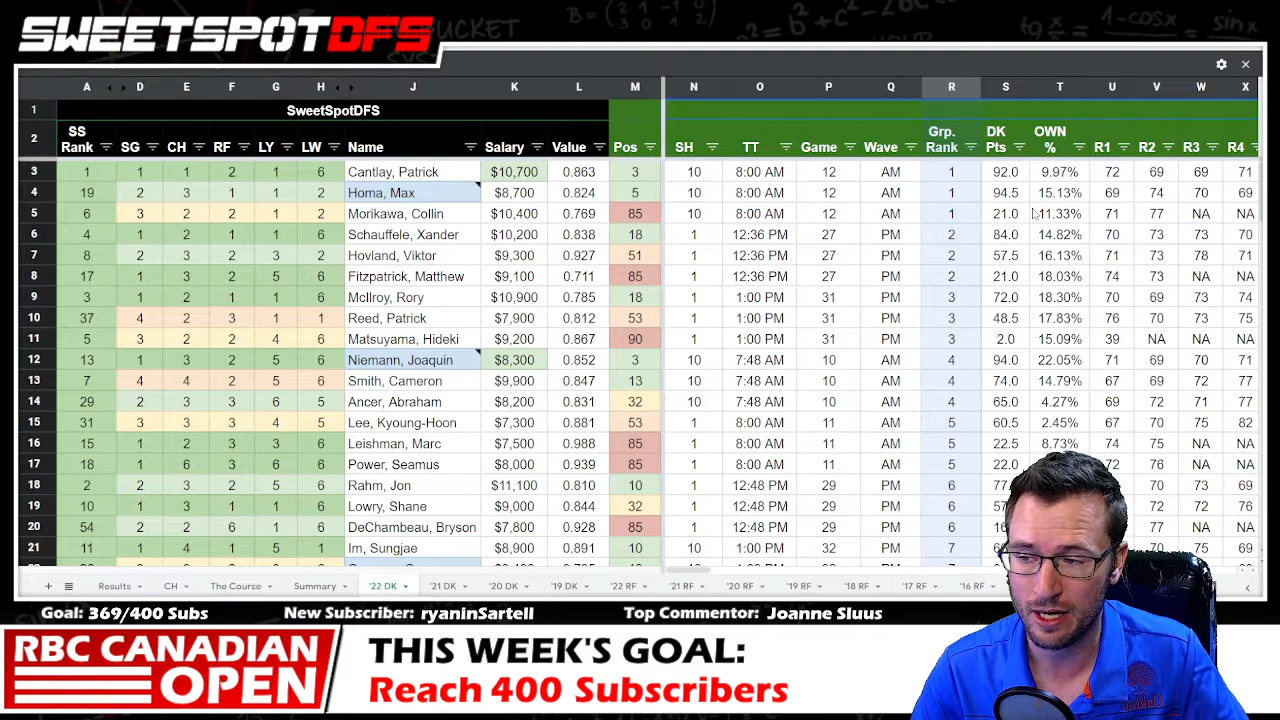 SWEETSPOTDFS
A D E F G H J K L M N O P Q R S T U V W X
1 SweetSpotDFS
2 SS Rank SG CH RF LY LW Name Salary Value Pos SH TT Game Wave Grp. Rank DK Pts OWN % R1 R2 R3 R4
3 1 1 1 2 1 6 Cantlay, Patrick $10,700 0.863 3 10 8:00 AM 12 AM 1 92.0 9.97% 72 69 69 71
4 19 2 3 1 1 2 Homa, Max $8,700 0.824 5 10 8:00 AM 12 AM 1 94.5 15.13% 69 74 70 69
5 6 3 2 2 1 2 Morikawa, Collin $10,400 0.769 85 10 8:00 AM 12 AM 1 21.0 11.33% 71 77 NA NA
6 4 1 2 1 1 6 Schauffele, Xander $10,200 0.838 18 1 12:36 PM 27 PM 2 84.0 14.82% 70 73 73 70
7 8 2 3 2 3 2 Hovland, Viktor $9,300 0.927 51 1 12:36 PM 27 PM 2 57.5 16.13% 71 73 78 71
8 17 1 3 2 5 6 Fitzpatrick, Matthew $9,100 0.711 85 1 12:36 PM 27 PM 2 21.0 18.03% 74 73 NA NA
9 3 1 2 1 1 6 McIlroy, Rory $10,900 0.785 18 1 1:00 PM 31 PM 3 72.0 18.30% 70 69 73 74
10 37 4 2 3 1 1 Reed, Patrick $7,900 0.812 53 1 1:00 PM 31 PM 3 48.5 17.83% 70 76 73 75
11 5 3 2 2 4 6 Matsuyama, Hideki $9,200 0.867 90 1 1:00 PM 31 PM 3 2.0 15.09% 39 NA NA NA
12 13 1 3 2 5 6 Niemann, Joaquin $8,300 0.852 3 10 7:48 AM 10 AM 4 94.0 22.05% 71 69 70 71
13 7 4 4 2 5 6 Smith, Cameron $9,900 0.847 13 10 7:48 AM 10 AM 4 74.0 14.79% 67 69 72 77
14 29 2 3 3 6 5 Ancer, Abraham $8,200 0.831 32 10 7:48 AM 10 AM 4 65.0 4.27% 69 71 72 77
15 31 3 3 3 4 5 Lee, Kyoung-Hoon $7,300 0.881 53 1 8:00 AM 11 AM 5 60.5 2.45% 67 70 75 82
16 15 1 2 3 3 6 Leishman, Marc $7,500 0.988 85 1 8:00 AM 11 AM 5 22.5 8.73% 74 75 NA NA
17 18 1 6 3 6 6 Power, Seamus $8,000 0.939 85 1 8:00 AM 11 AM 5 22.0 72 76 NA NA
18 2 2 3 2 5 6 Rahm, Jon $11,100 0.810 10 1 12:48 PM 29 PM 6 70 73 69
19 10 1 1 3 6 6 Lowry, Shane $9,000 0.844 32 1 12:48 PM 29 PM 6 72 72 76
20 54 2 2 6 1 6 DeChambeau, Bryson $7,800 0.928 85 1 12:48 PM 29 PM 6 77 NA NA
21 11 1 4 1 5 1 Im, Sungjae $8,900 0.891 10 10 PM 7 70 75 69
+ Results CH The Course Summary '22 DK '21 DK '20 DK '19 DK '22 RF '21 RF '20 RF '19 RF '18 RF '17 RF '16 RF
Goal: 369/400 Subs New Subscriber: ryaninSartell Top Commentor: Joanne Sluus
RBC CANADIAN
OPEN
THIS WEEK'S GOAL:
Reach 400 Subscribers